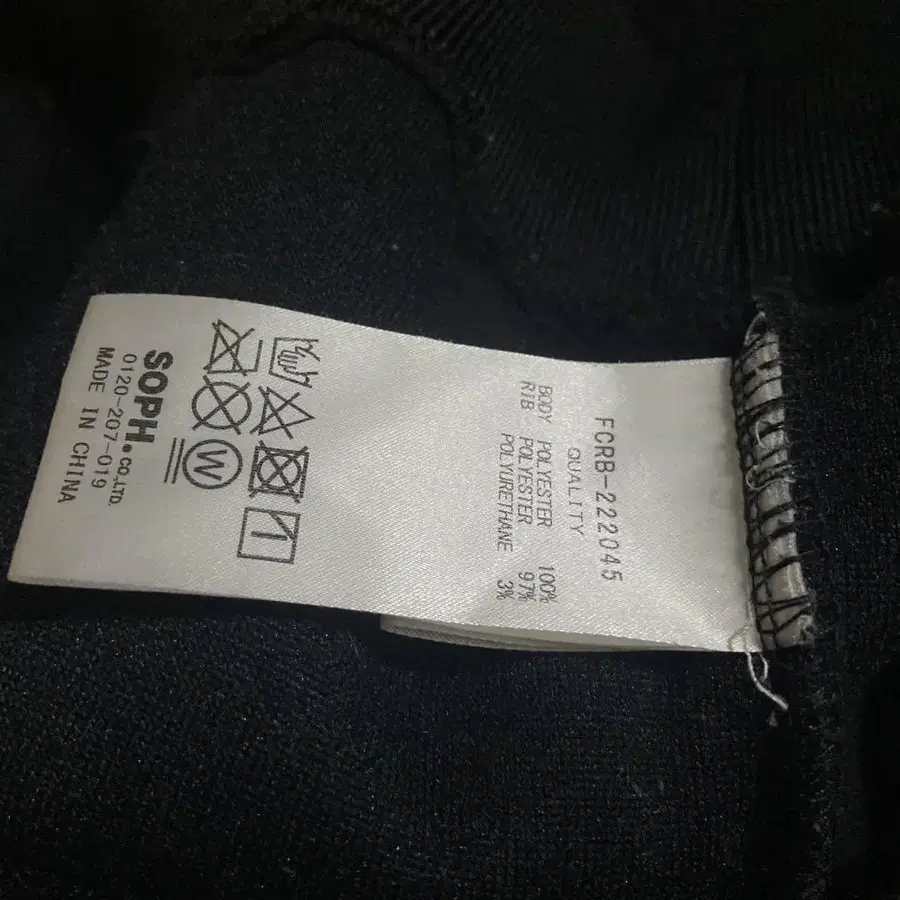 FCRB-222045
QUALITY
BODY POLYESTER 100%
RIB POLYESTER 97%
POLYURETHANE 3%
W
SOPH.CO.,LTD.
0120-207-019
MADE IN CHINA